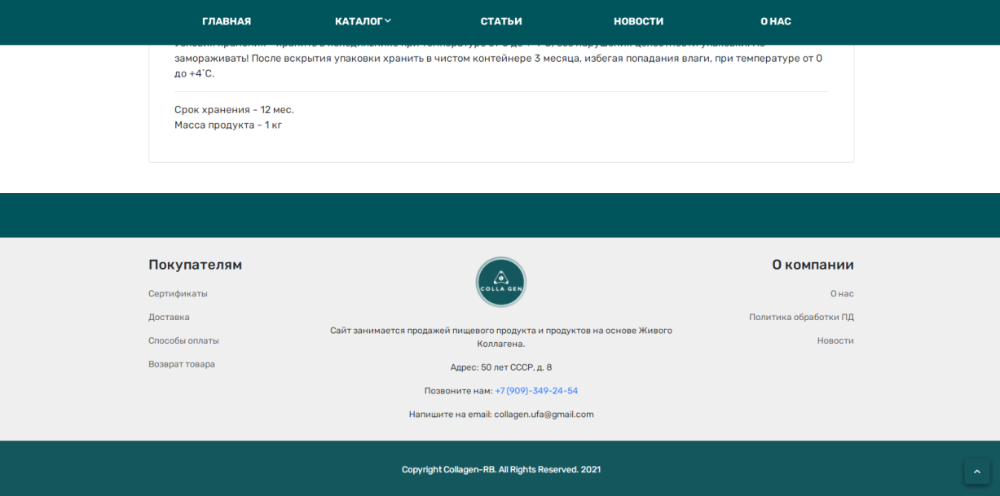 ГЛАВНАЯ
КАТАЛОГ
СТАТЬИ
НОВОСТИ
О НАС
замораживать! После вскрытия упаковки хранить в чистом контейнере 3 месяца, избегая попадания влаги, при температуре от 0
до +4˚С.
Срок хранения - 12 мес.
Масса продукта - 1 кг
Покупателям
Сертификаты
Доставка
Способы оплаты
Возврат товара
COLLA GEN
Сайт занимается продажей пищевого продукта и продуктов на основе Живого
Коллагена.
Адрес: 50 лет СССР, д. 8
Позвоните нам: +7 (909)-349-24-54
Напишите на email: collagen.ufa@gmail.com
О компании
О нас
Политика обработки ПД
Новости
Copyright Collagen-RB. All Rights Reserved. 2021